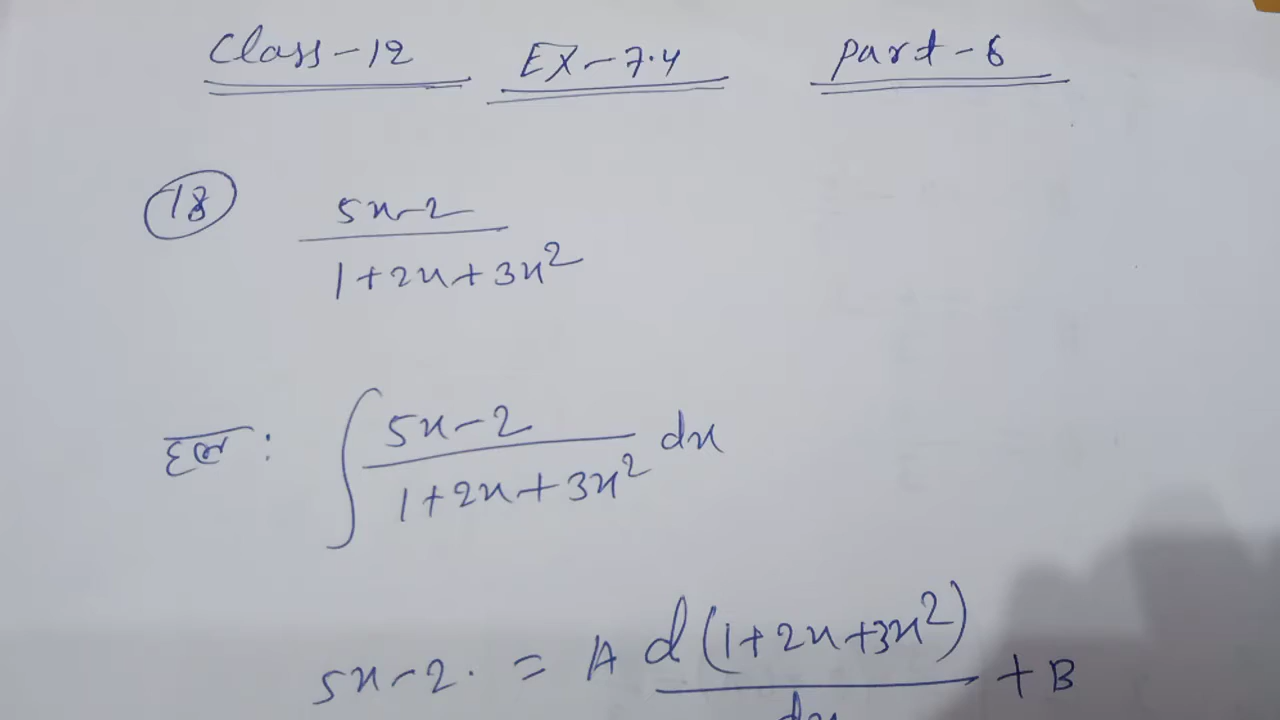 Class-12 EX-7.4 Part-6
18 5x-2
1+2x+3x²
हल : ∫ 5x-2 dx
1+2x+3x²
5x-2. = A d(1+2x+3x²) + B
dx